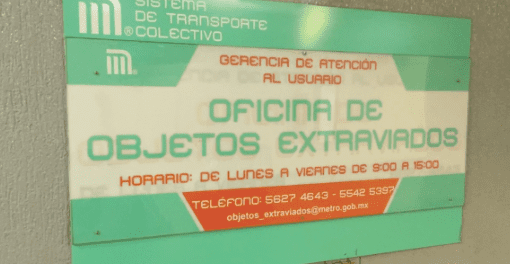 SISTEMA
DE TRANSPORTE
COLECTIVO
GERENCIA DE ATENCIÓN
AL USUARIO
OFICINA DE
OBJETOS EXTRAVIADOS
HORARIO: DE LUNES A VIERNES DE 9:00 A 15:00
TELÉFONO: 5627 4643 - 5542 5397
objetos_extraviados@metro.gob.mx